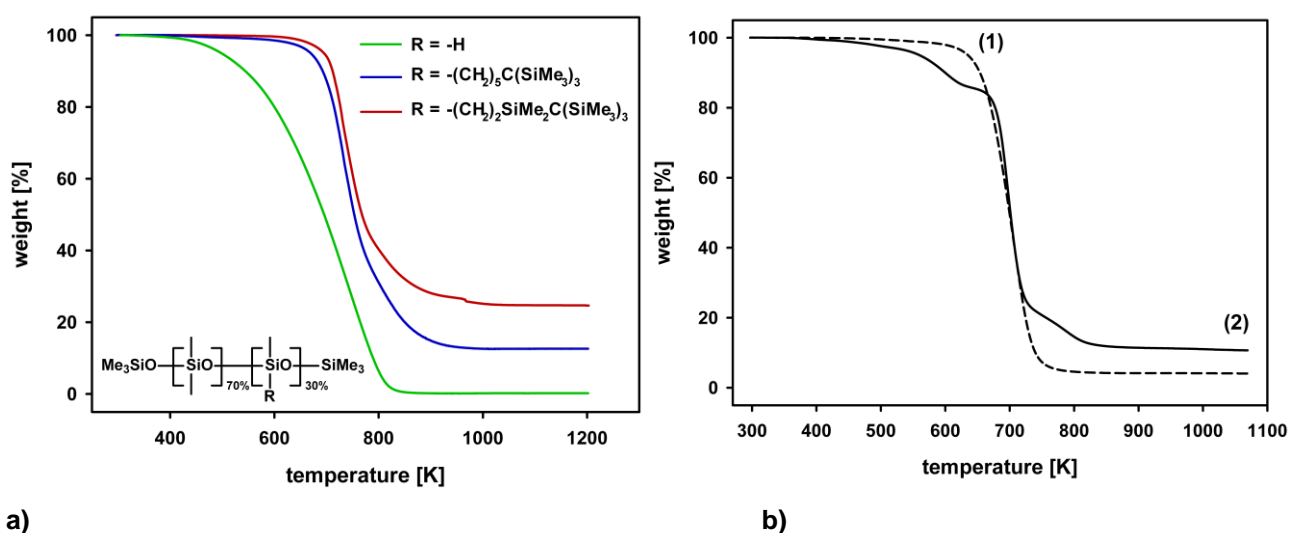 100
80
60
40
20
0
weight [%]
400
600
800
1000
1200
temperature [K]
R = -H
R = -(CH2)5C(SiMe3)3
R = -(CH2)2SiMe2C(SiMe3)3
Me3SiO
SiO
70%
SiO
30%
SiMe3
R
a)
100
80
60
40
20
0
weight [%]
300
400
500
600
700
800
900
1000
1100
temperature [K]
(1)
(2)
b)